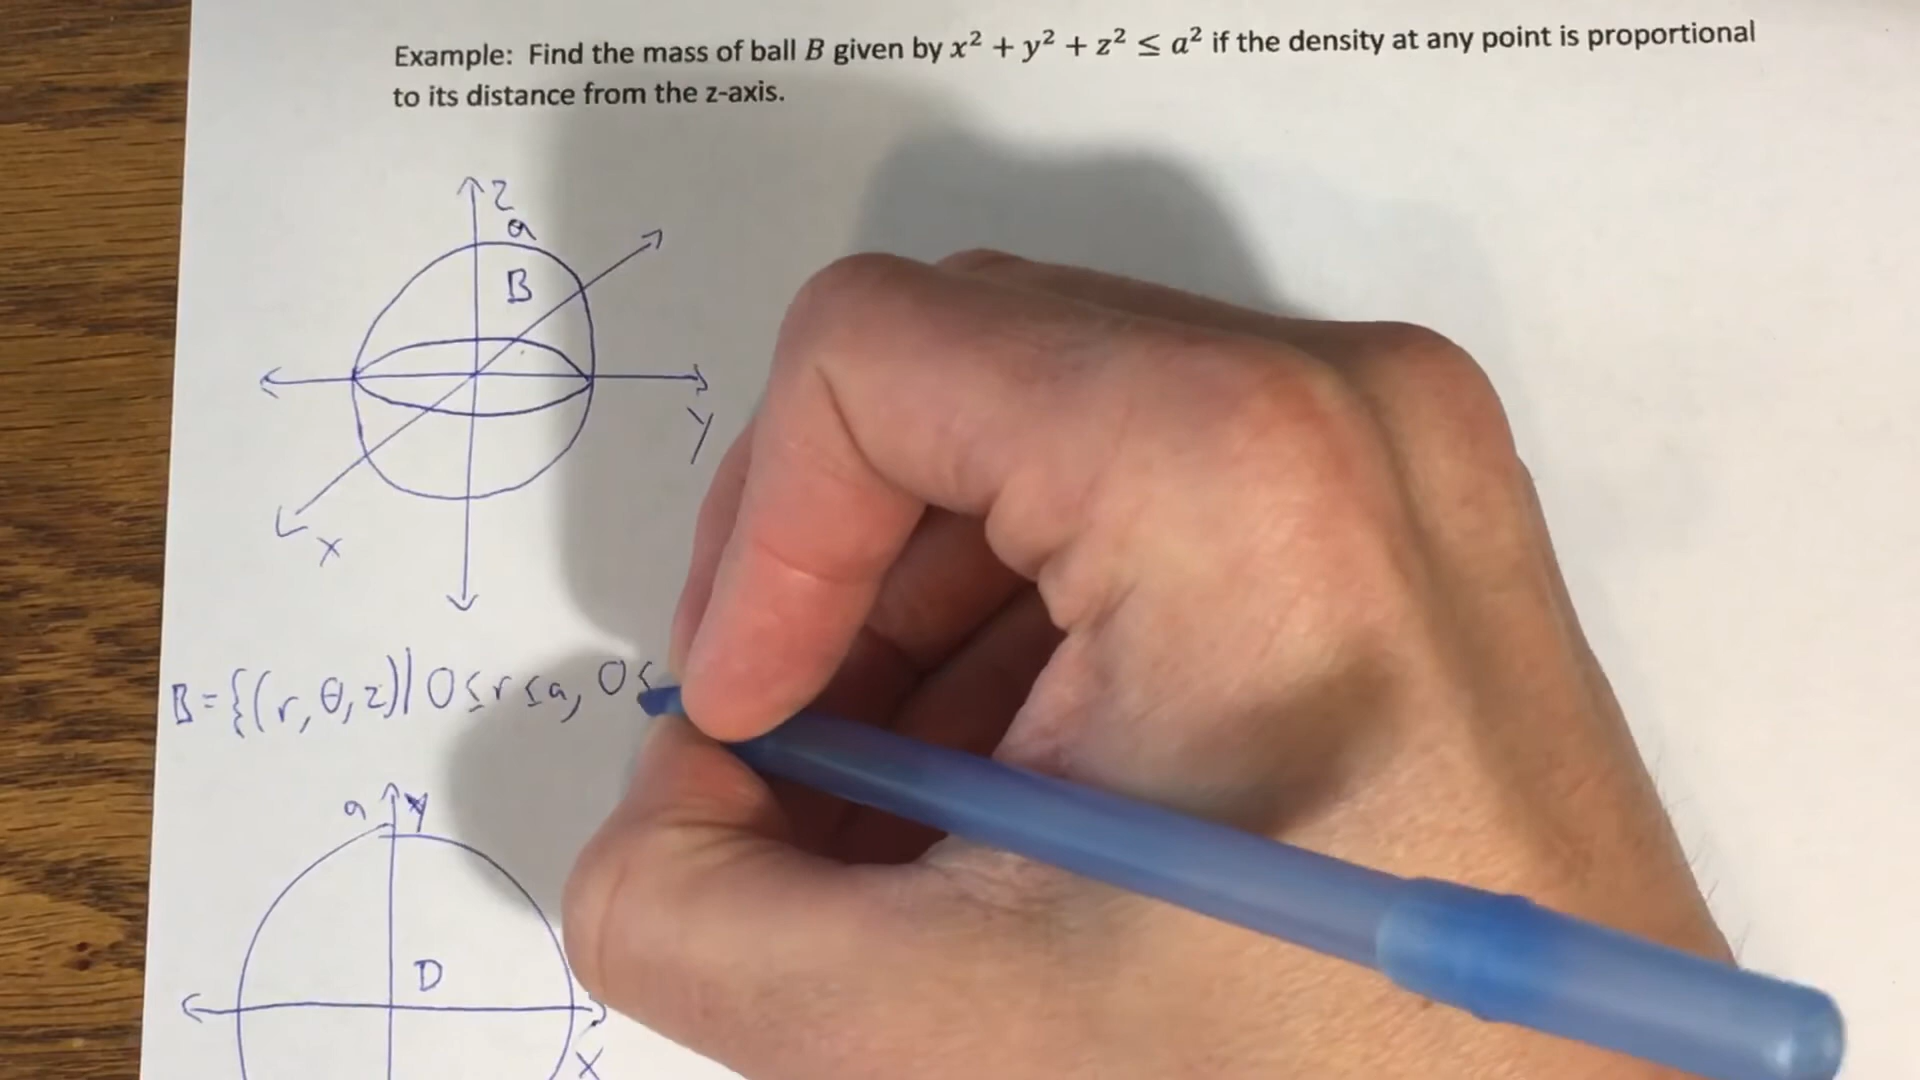 Example: Find the mass of ball B given by x² + y² + z² ≤ a² if the density at any point is proportional
to its distance from the z-axis.
z
a
B
y
x
B = {(r, θ, z) | 0 ≤ r ≤ a, 0 ≤
a y
D
x